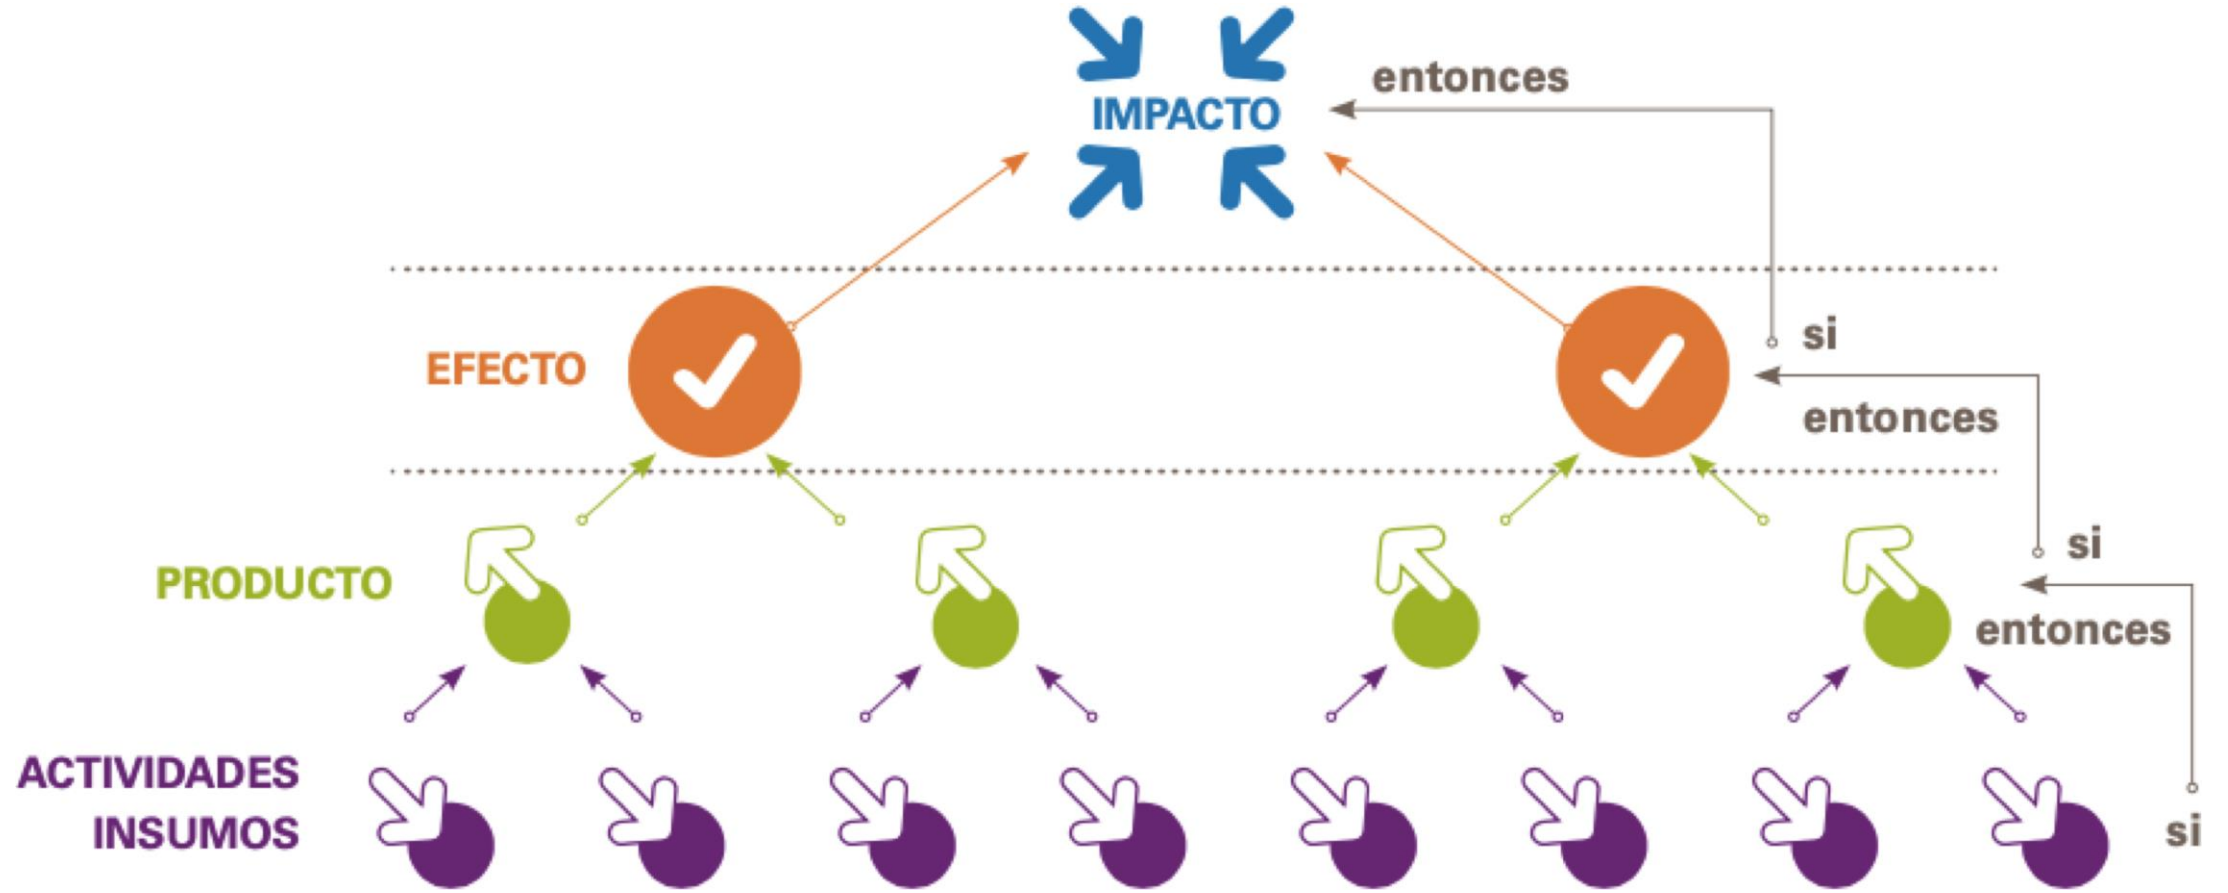 entonces
IMPACTO
si
EFECTO
entonces
si
PRODUCTO
entonces
ACTIVIDADES
INSUMOS
si